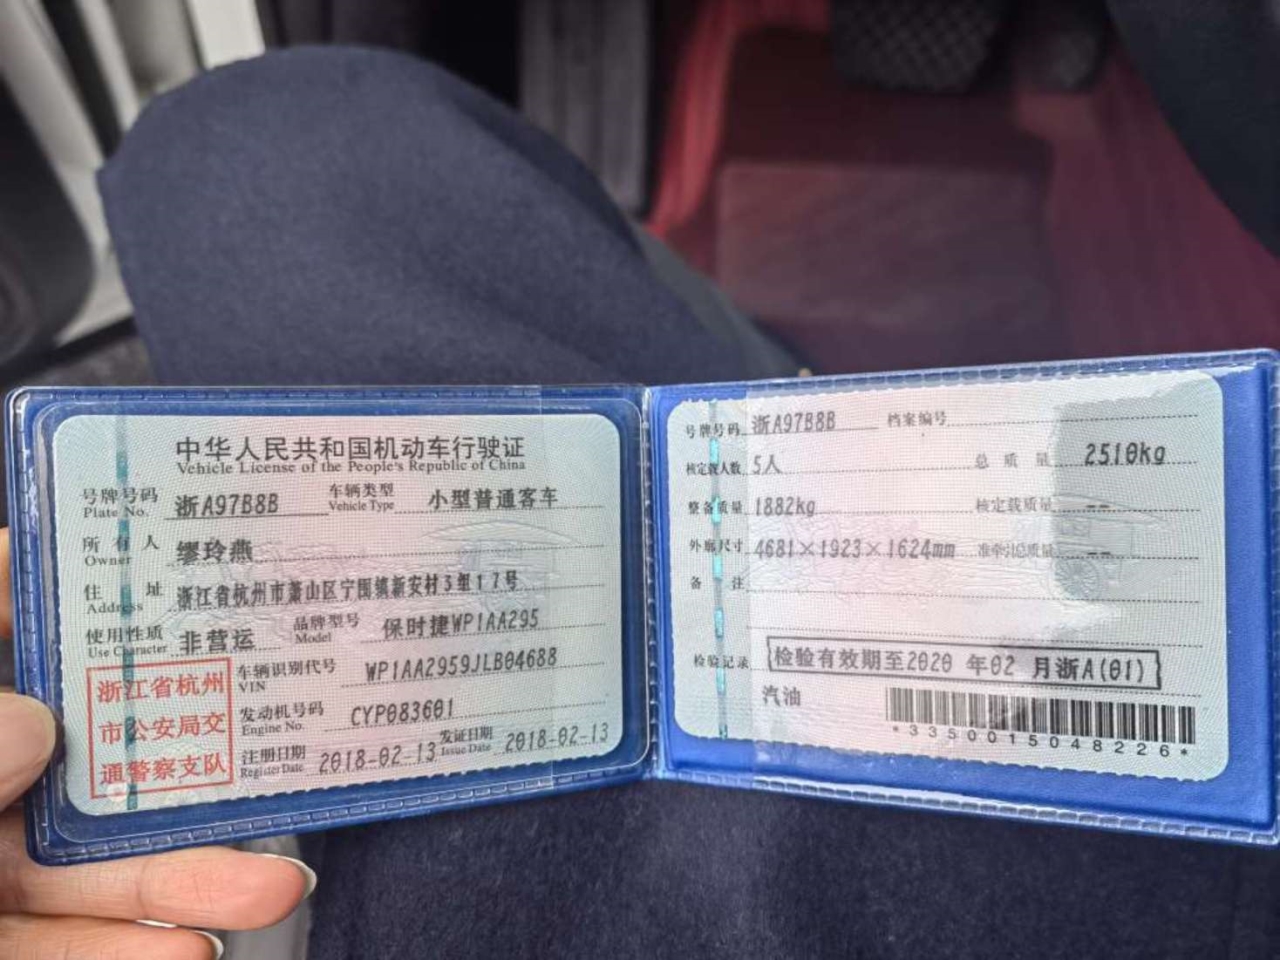 中华人民共和国机动车行驶证
Vehicle License of the People's Republic of China
号牌号码 浙A97B8B 车辆类型 小型普通客车
Plate No. Vehicle Type
所有人 缪玲燕
Owner
住址 浙江省杭州市萧山区宁围镇新安村3组17号
Address
使用性质 非营运 品牌型号 保时捷WP1AA295
Use Character Model
浙江省杭州
市公安局交
通警察支队
车辆识别代号 WP1AA2959JLB04688
VIN
发动机号码 CYP083601
Engine No.
注册日期 2018-02-13 发证日期 2018-02-13
Register Date Issue Date
号牌号码 浙A97B8B 档案编号
核定载人数 5人 总质量 2510kg
整备质量 1882kg 核定载质量 --
外廓尺寸 4681×1923×1624mm 准牵引总质量 --
备注
检验记录 检验有效期至2020 年02 月浙A(01)
汽油
*3350015048226*